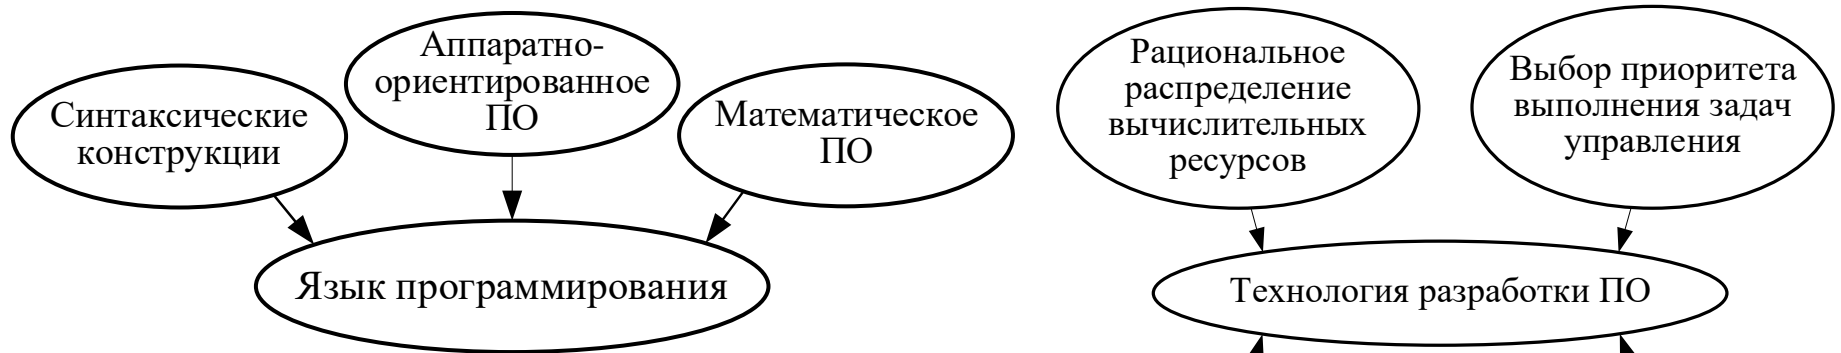 Синтаксические
конструкции
Аппаратно-
ориентированное
ПО
Математическое
ПО
Язык программирования
Рациональное
распределение
вычислительных
ресурсов
Выбор приоритета
выполнения задач
управления
Технология разработки ПО